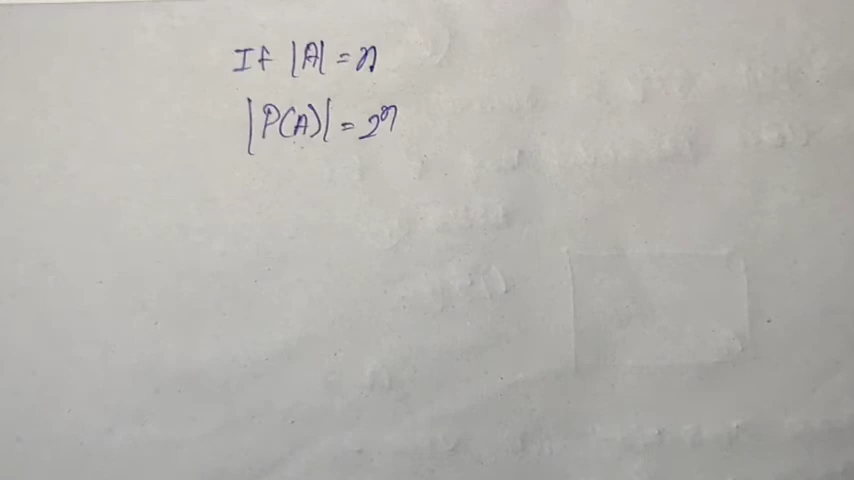 If |A| = n
|P(A)| = 2ⁿ